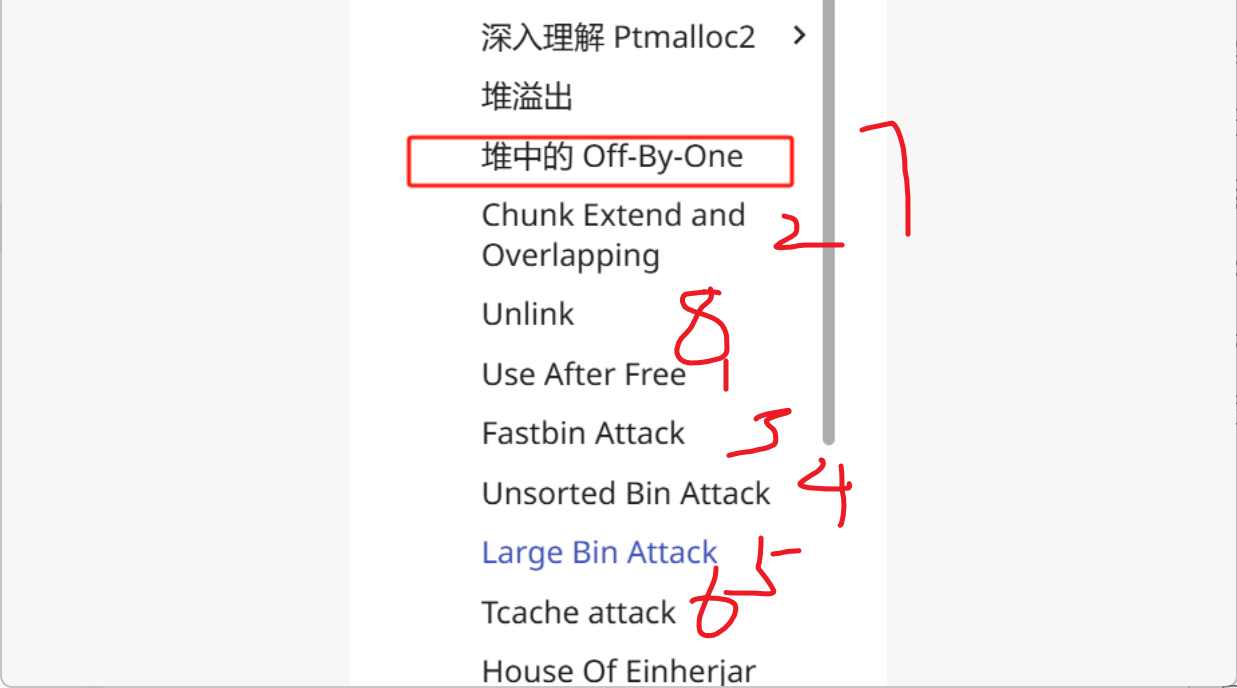 深入理解 Ptmalloc2
堆溢出
堆中的 Off-By-One
7
Chunk Extend and
2
Overlapping
Unlink
8
Use After Free
1
Fastbin Attack
3
Unsorted Bin Attack
4
Large Bin Attack
5
Tcache attack
6
House Of Einherjar